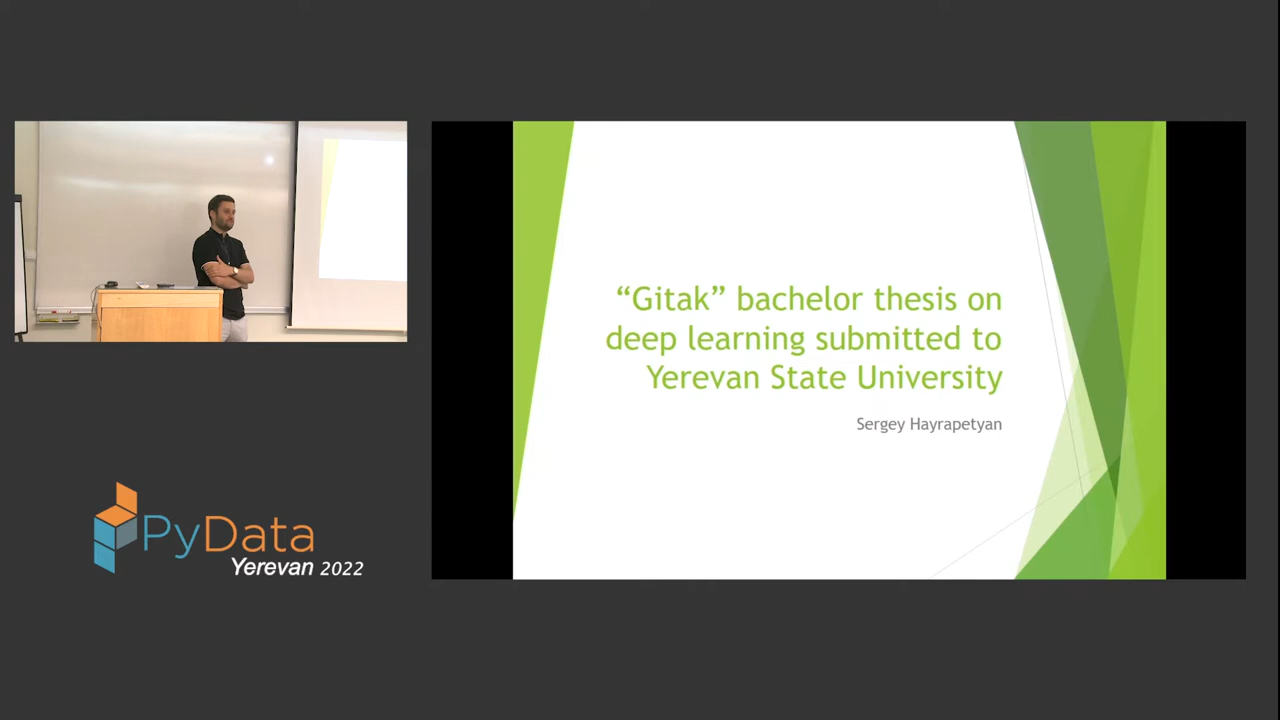 “Gitak” bachelor thesis on
deep learning submitted to
Yerevan State University
Sergey Hayrapetyan
PyData
Yerevan 2022